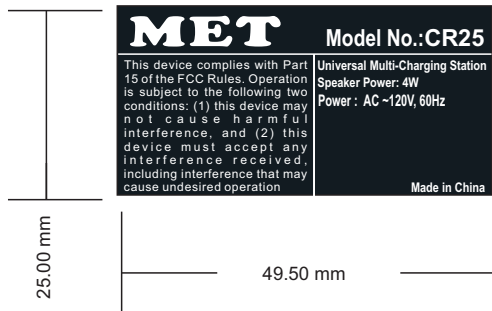 MET
Model No.:CR25
This device complies with Part
15 of the FCC Rules. Operation
is subject to the following two
conditions: (1) this device may
not cause harmful
interference, and (2) this
device must accept any
interference received,
including interference that may
cause undesired operation
Universal Multi-Charging Station
Speaker Power: 4W
Power : AC ~120V, 60Hz
Made in China
25.00 mm
49.50 mm